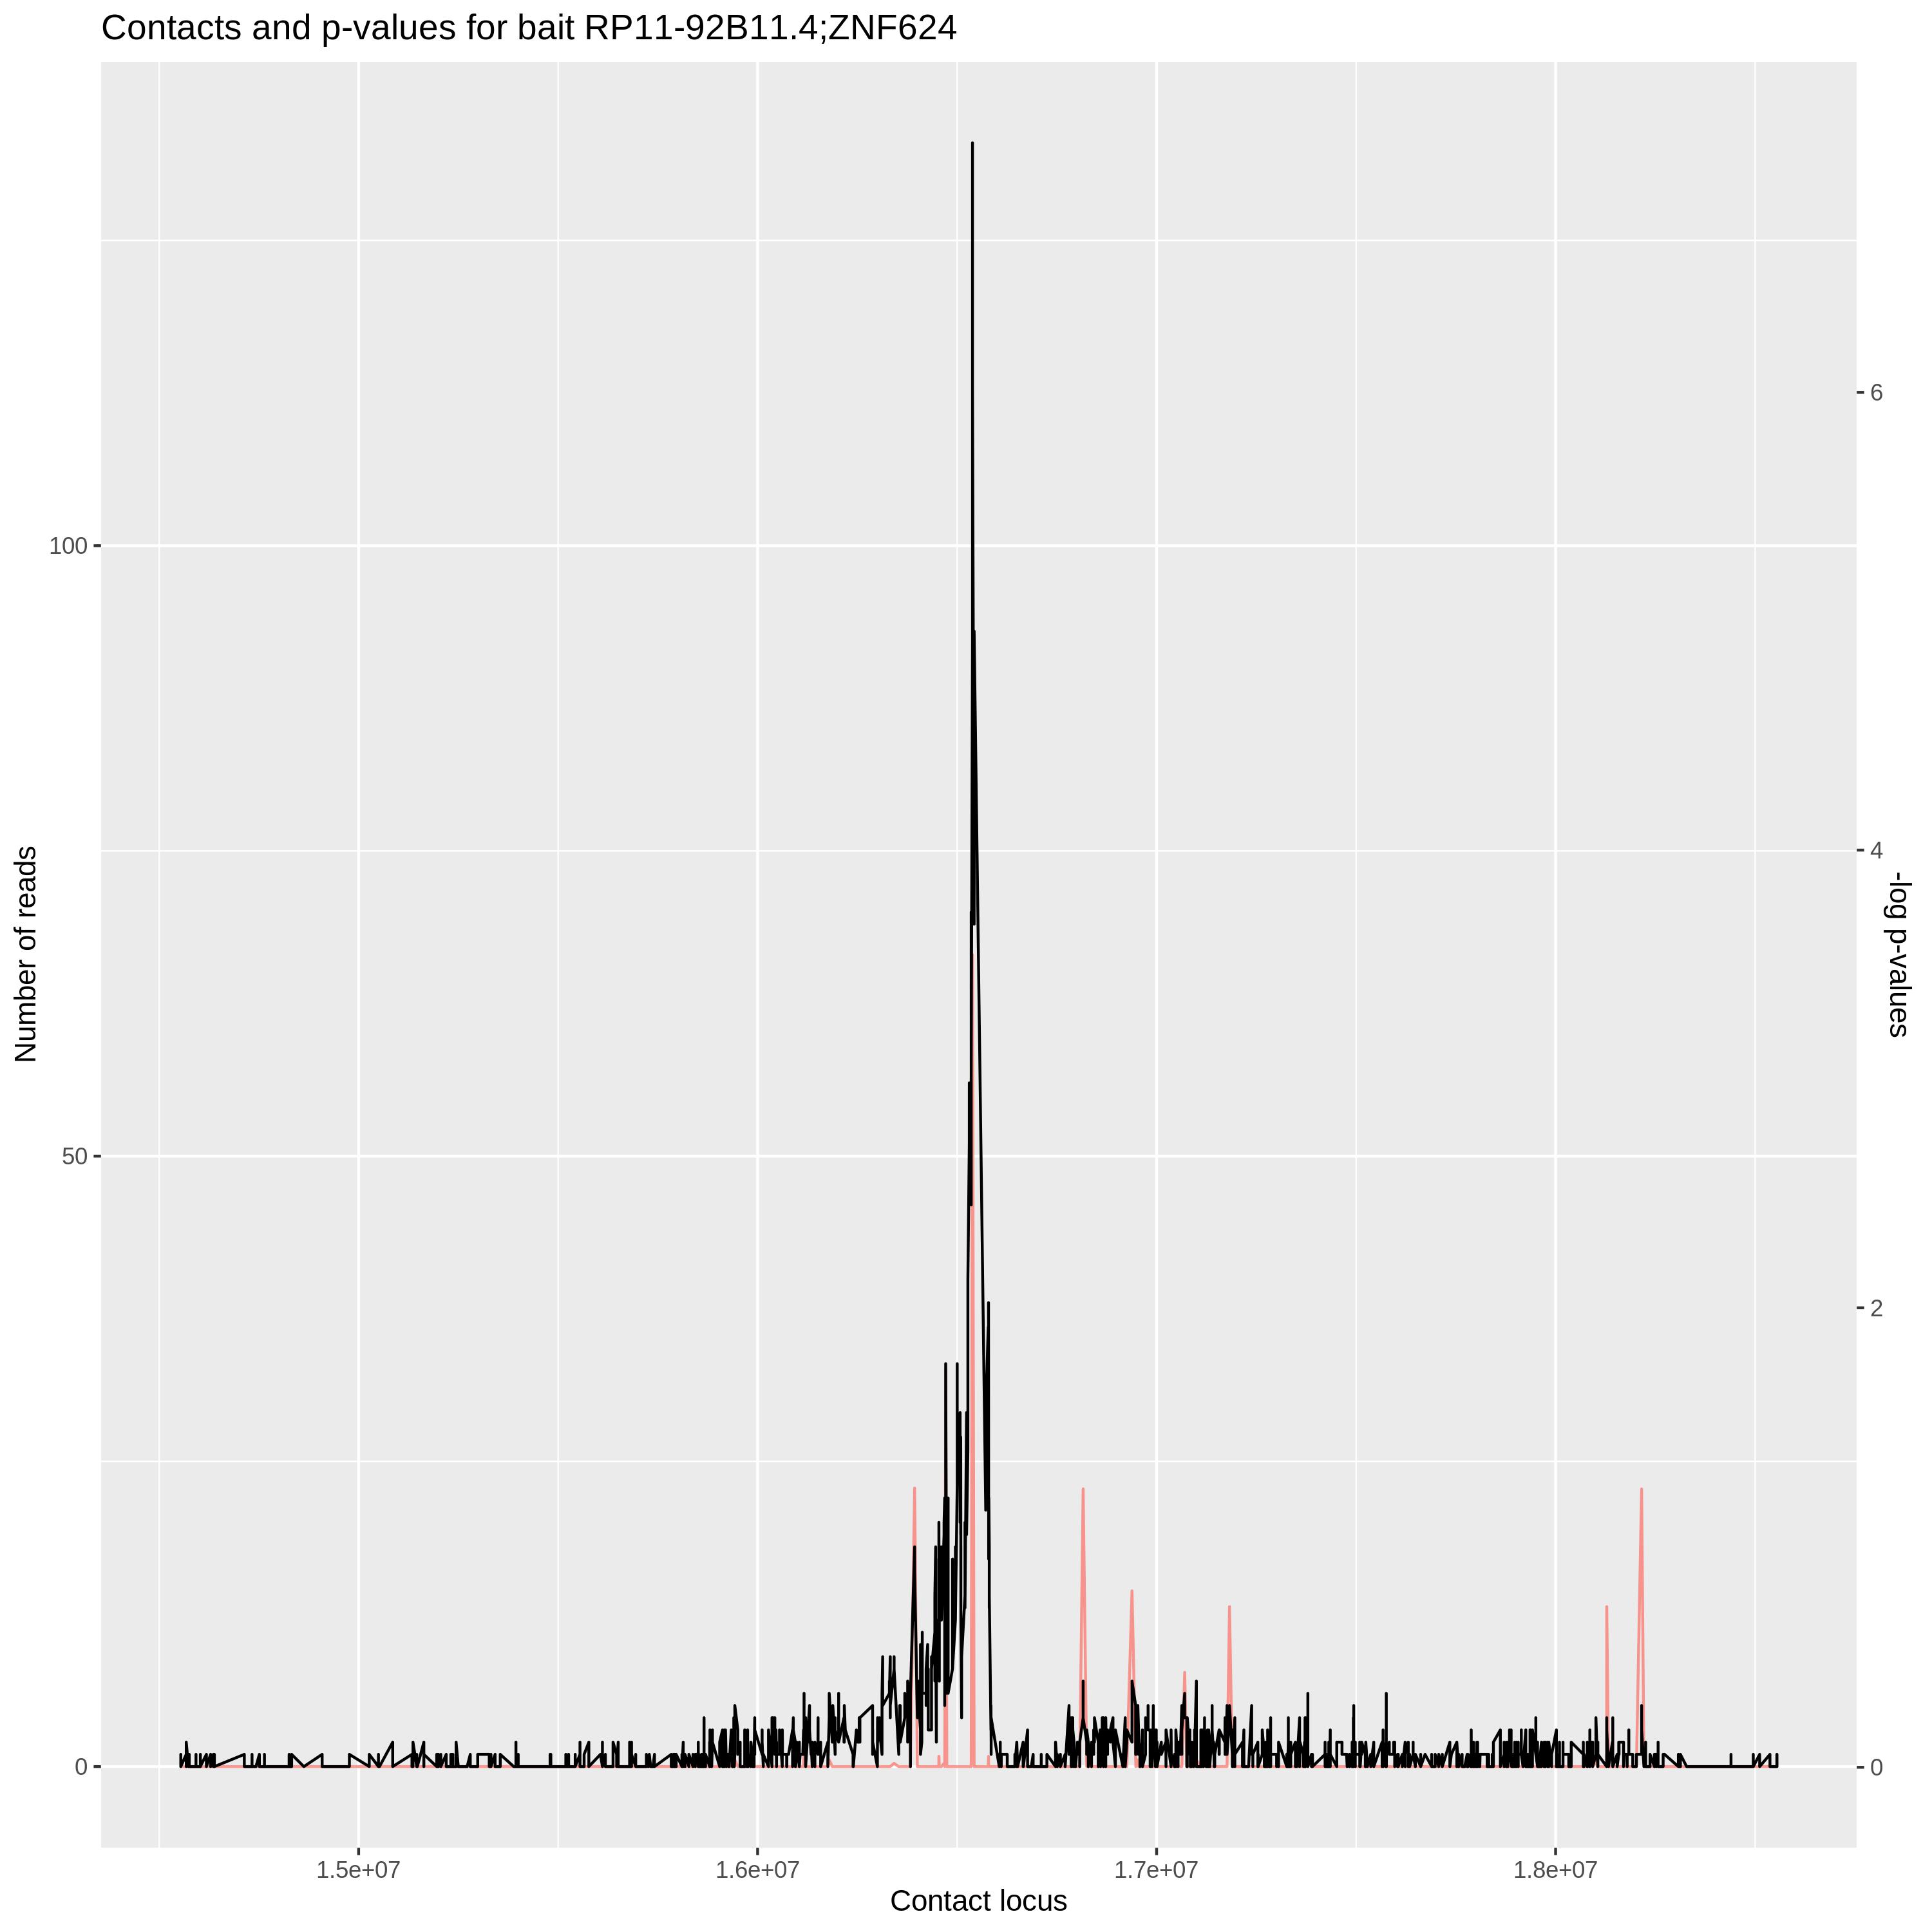 Contacts and p-values for bait RP11-92B11.4;ZNF624
100
50
0
Number of reads
6
4
2
0
-log p-values
1.5e+07 1.6e+07 1.7e+07 1.8e+07
Contact locus